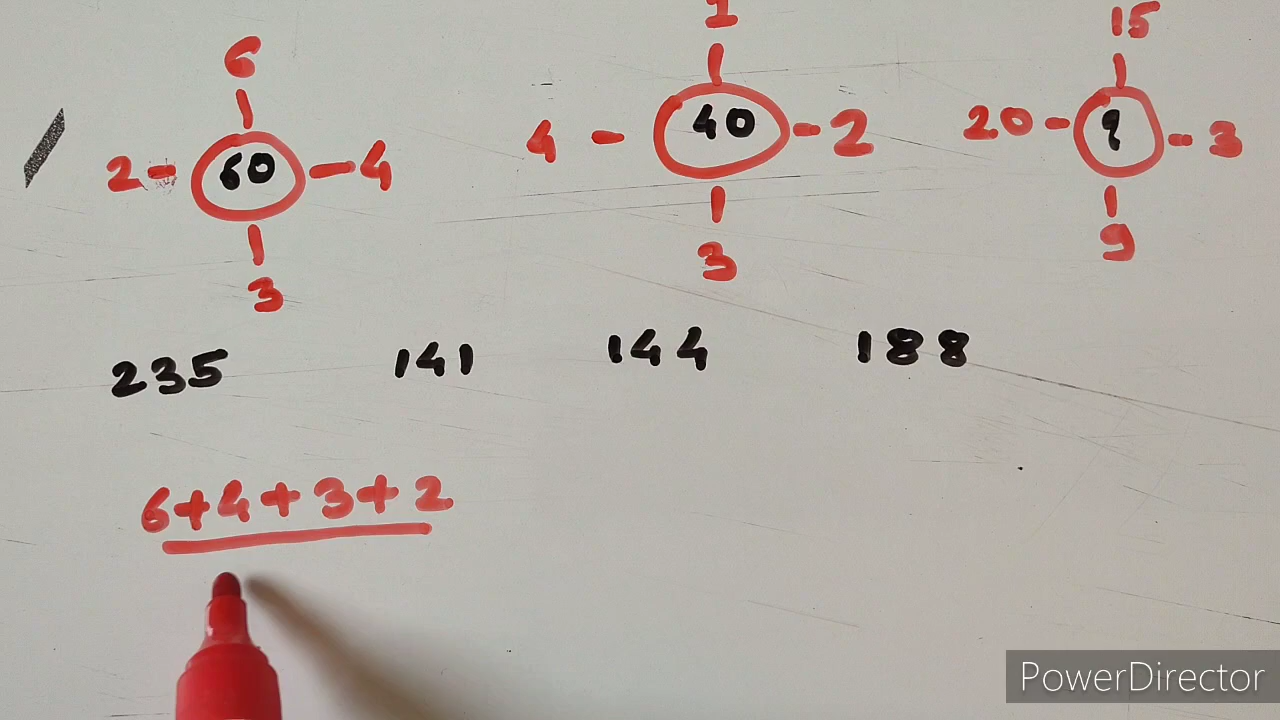 6
2 - 60 - 4
3
1
4 - 40 - 2
3
15
20 - ? - 3
9
235 141 144 188
6+4+3+2
PowerDirector